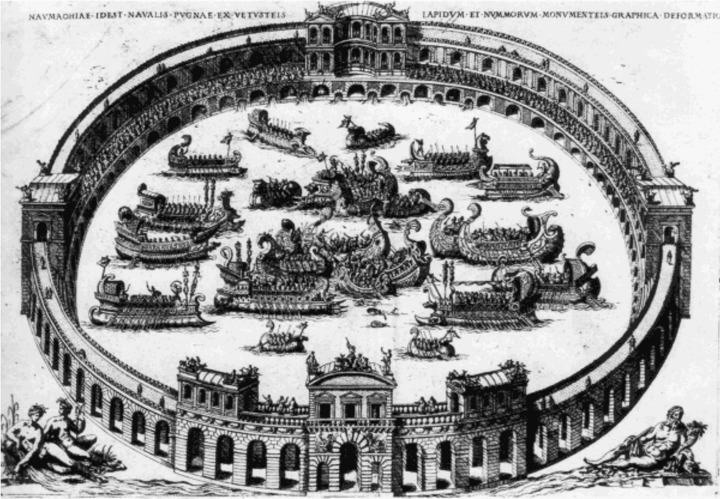 NAVMACHIAE · IDEST · NAVALIS · PVGNAE · EX · VETVSTEIS · LAPIDVM · ET · NVMMORVM · MONVMENTEIS · GRAPHICA · DEFORMATIO